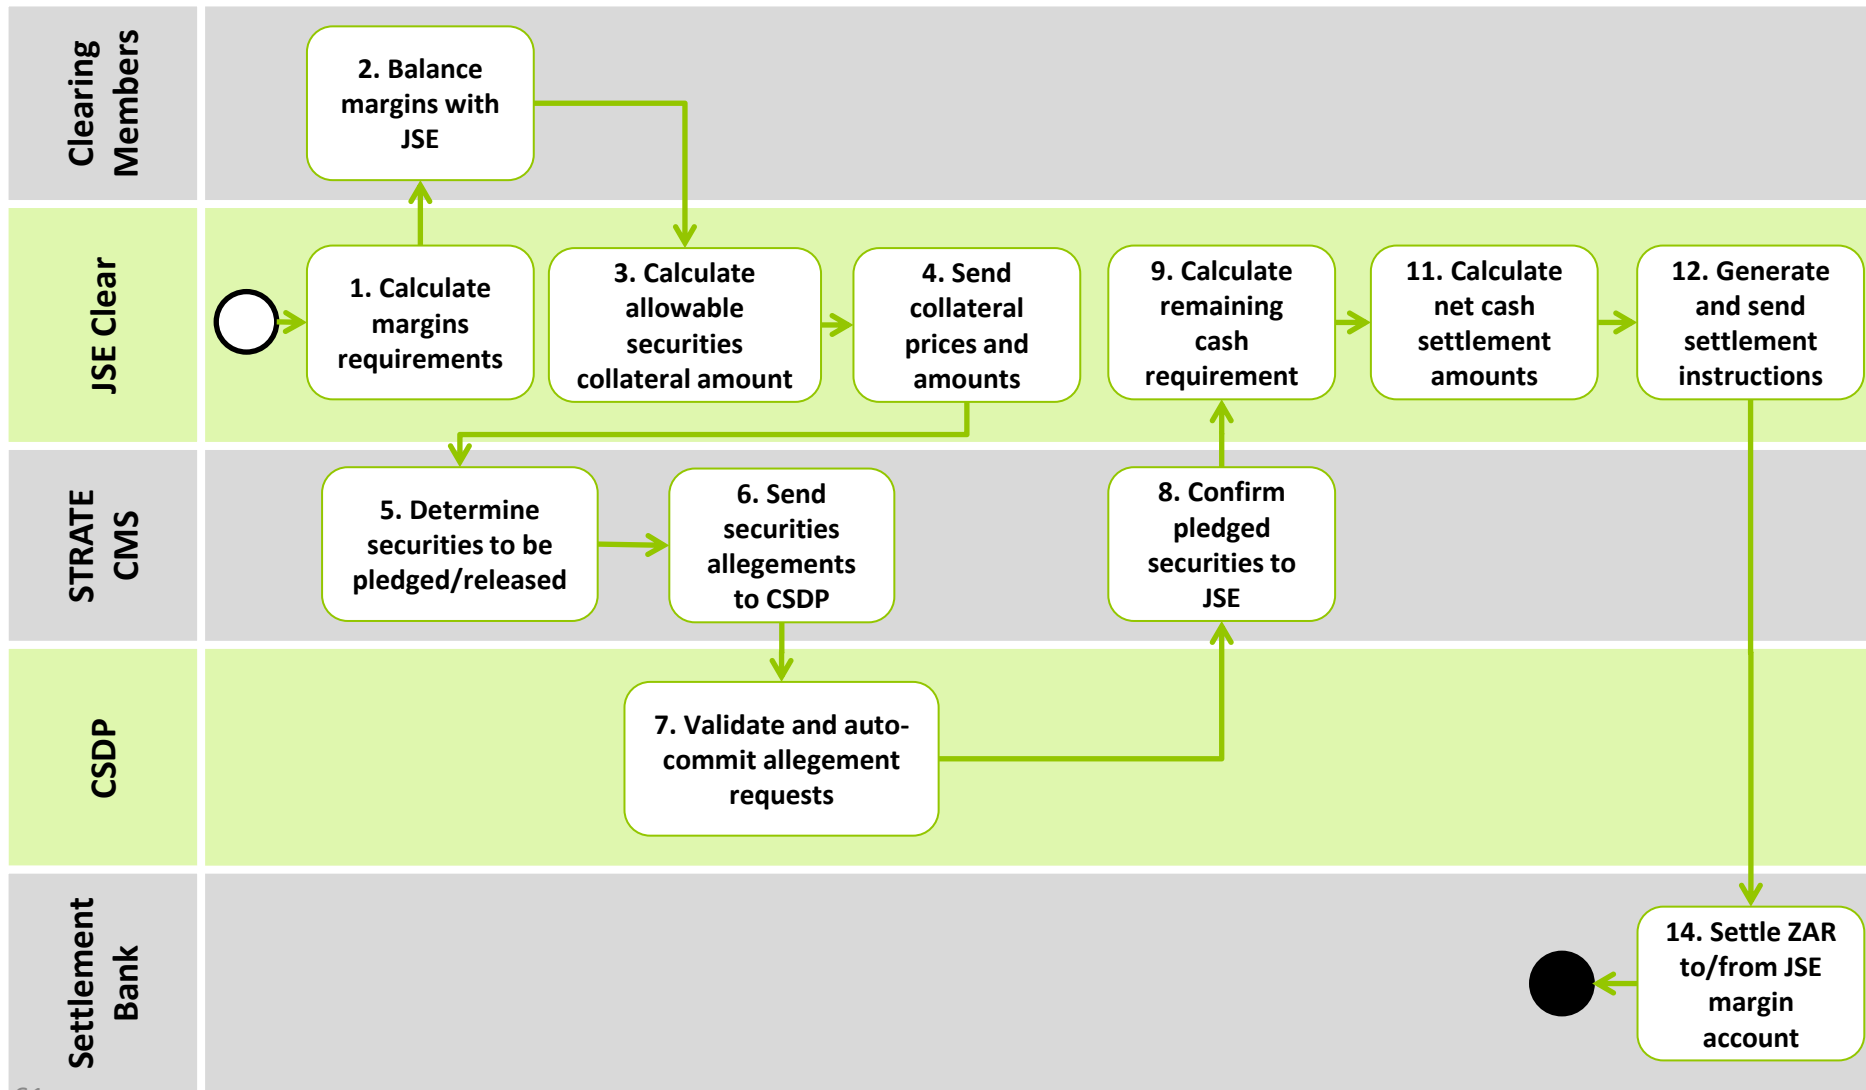 Clearing
Members
2. Balance
margins with
JSE
JSE Clear
1. Calculate
margins
requirements
3. Calculate
allowable
securities
collateral amount
4. Send
collateral
prices and
amounts
9. Calculate
remaining
cash
requirement
11. Calculate
net cash
settlement
amounts
12. Generate
and send
settlement
instructions
STRATE
CMS
5. Determine
securities to be
pledged/released
6. Send
securities
allegements
to CSDP
8. Confirm
pledged
securities to
JSE
CSDP
7. Validate and auto-
commit allegement
requests
Settlement
Bank
14. Settle ZAR
to/from JSE
margin
account